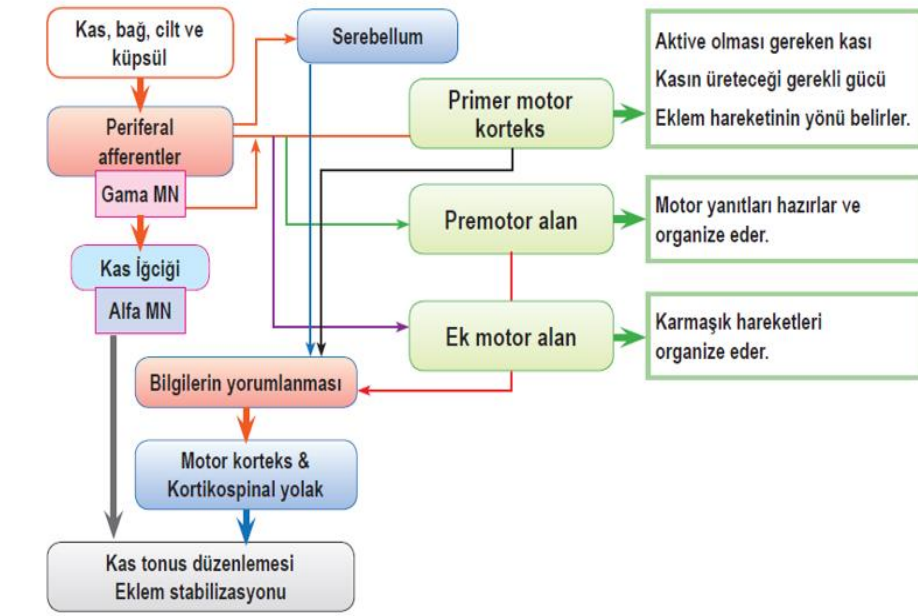 Kas, bağ, cilt ve
küpsül
Serebellum
Periferal
afferentler
Gama MN
Kas İğciği
Alfa MN
Primer motor
korteks
Aktive olması gereken kası
Kasın üreteceği gerekli gücü
Eklem hareketinin yönü belirler.
Premotor alan
Motor yanıtları hazırlar ve
organize eder.
Ek motor alan
Karmaşık hareketleri
organize eder.
Bilgilerin yorumlanması
Motor korteks &
Kortikospinal yolak
Kas tonus düzenlemesi
Eklem stabilizasyonu